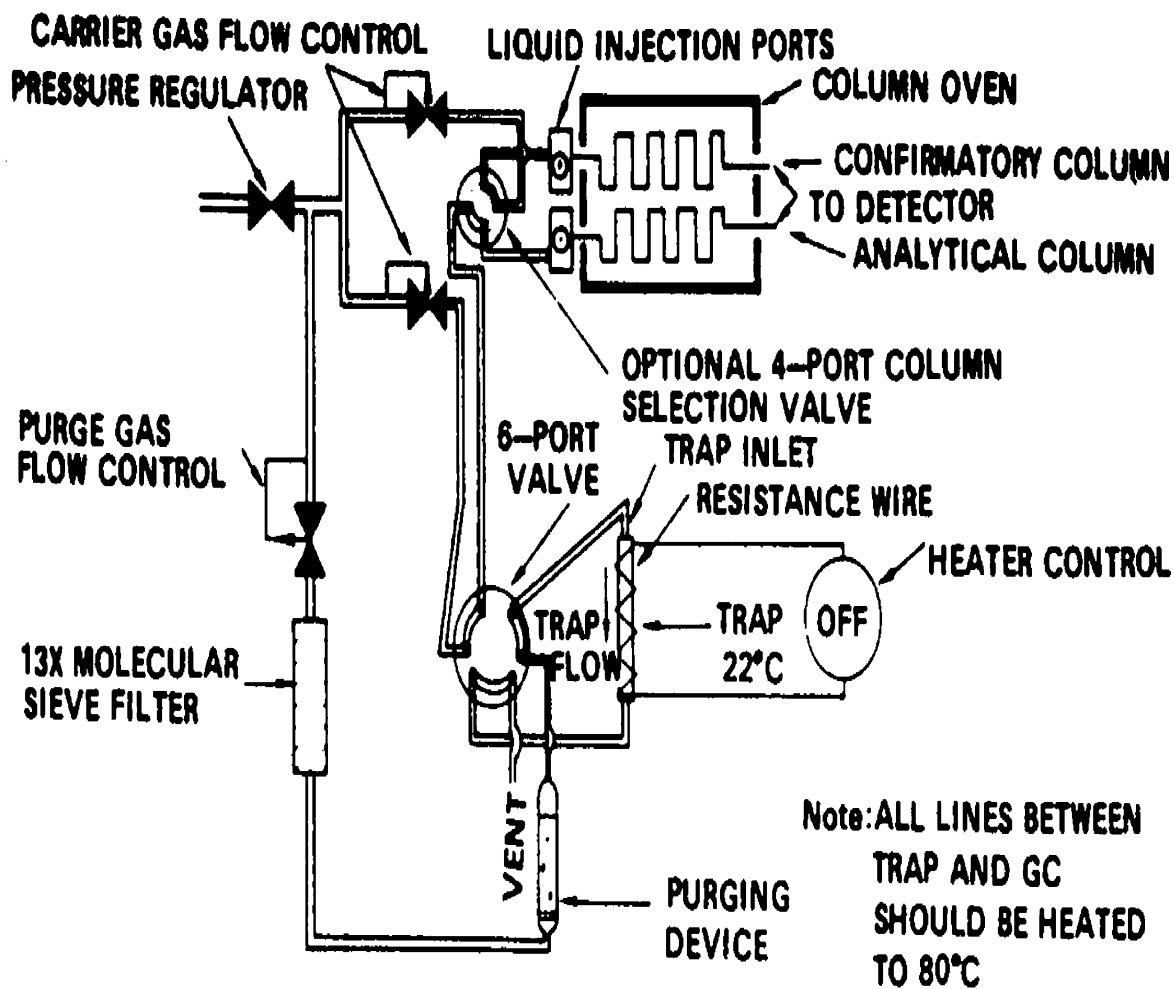 CARRIER GAS FLOW CONTROL
PRESSURE REGULATOR
LIQUID INJECTION PORTS
COLUMN OVEN
CONFIRMATORY COLUMN
TO DETECTOR
ANALYTICAL COLUMN
OPTIONAL 4-PORT COLUMN
SELECTION VALVE
PURGE GAS
FLOW CONTROL
6-PORT
VALVE
TRAP INLET
RESISTANCE WIRE
HEATER CONTROL
OFF
TRAP
FLOW
TRAP
22°C
13X MOLECULAR
SIEVE FILTER
VENT
PURGING
DEVICE
Note: ALL LINES BETWEEN
TRAP AND GC
SHOULD BE HEATED
TO 80°C